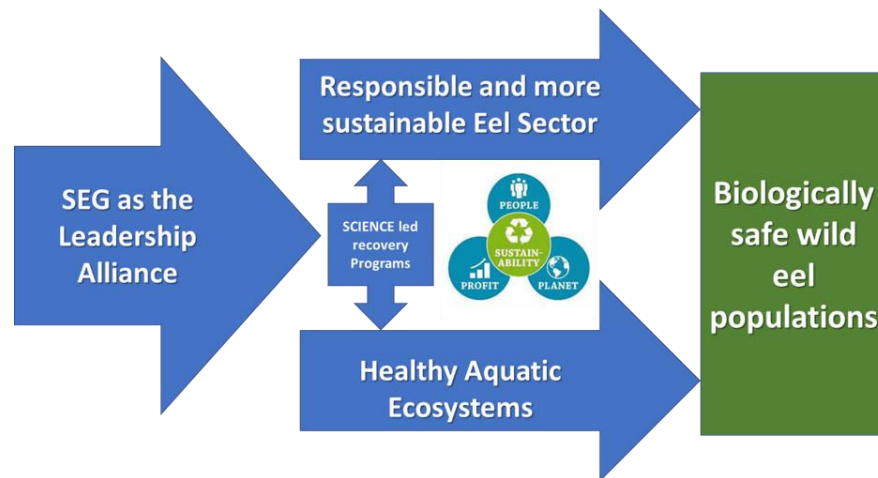 SEG as the
Leadership
Alliance
Responsible and more
sustainable Eel Sector
SCIENCE led
recovery
Programs
PEOPLE
SUSTAIN-
ABILITY
PROFIT
PLANET
Healthy Aquatic
Ecosystems
Biologically
safe wild
eel
populations